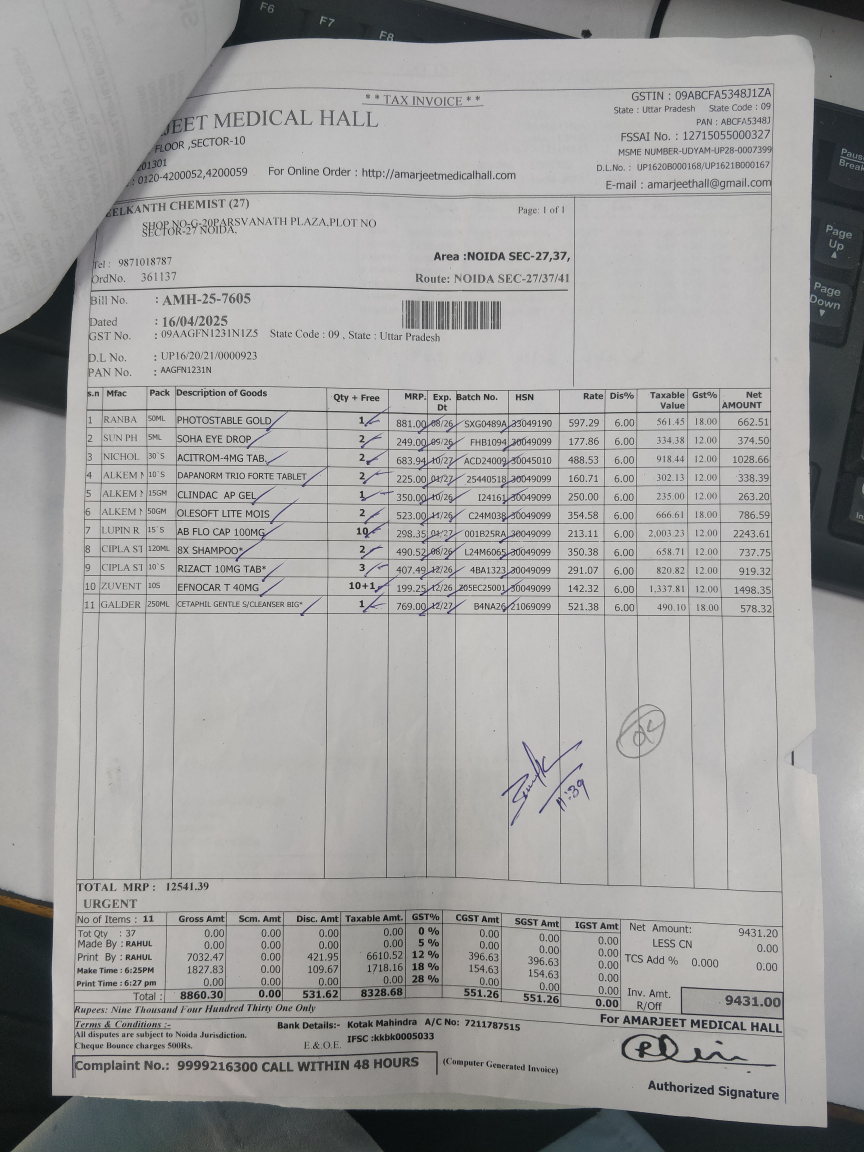 F6
F7
F8
Pause
Break
Page
Up
Page
Down
* * TAX INVOICE * *
JEET MEDICAL HALL
FLOOR ,SECTOR-10
201301
: 0120-4200052,4200059 For Online Order : http://amarjeetmedicalhall.com
GSTIN : 09ABCFA5348J1ZA
State : Uttar Pradesh State Code : 09
PAN : ABCFA5348J
FSSAI No. : 12715055000327
MSME NUMBER-UDYAM-UP28-0007399
D.L.No. : UP1620B000168/UP1621B000167
E-mail : amarjeethall@gmail.com
EELKANTH CHEMIST (27)
Page: 1 of 1
SHOP NO-G-20PARSVANATH PLAZA,PLOT NO
SECTOR-27 NOIDA.
Tel : 9871018787
Area :NOIDA SEC-27,37,
OrdNo. 361137
Route: NOIDA SEC-27/37/41
Bill No. : AMH-25-7605
Dated : 16/04/2025
GST No. : 09AAGFN1231N1Z5 State Code : 09 , State : Uttar Pradesh
D.L No. : UP16/20/21/0000923
PAN No. : AAGFN1231N
s.n Mfac Pack Description of Goods Qty + Free MRP. Exp. Dt Batch No. HSN Rate Dis% Taxable Value Gst% Net AMOUNT
1 RANBA 50ML PHOTOSTABLE GOLD 1 881.00 08/26 SXG0489A 33049190 597.29 6.00 561.45 18.00 662.51
2 SUN PH 5ML SOHA EYE DROP 2 249.00 09/26 FHB1094 30049099 177.86 6.00 334.38 12.00 374.50
3 NICHOL 30`S ACITROM-4MG TAB. 2 683.94 10/27 ACD24009 30045010 488.53 6.00 918.44 12.00 1028.66
4 ALKEM 10`S DAPANORM TRIO FORTE TABLET 2 225.00 01/27 25440518 30049099 160.71 6.00 302.13 12.00 338.39
5 ALKEM 15GM CLINDAC AP GEL 1 350.00 10/26 I24161 30049099 250.00 6.00 235.00 12.00 263.20
6 ALKEM 50GM OLESOFT LITE MOIS 2 523.00 11/26 C24M038 30049099 354.58 6.00 666.61 18.00 786.59
7 LUPIN R 15`S AB FLO CAP 100MG 10 298.35 01/27 001B25RA 30049099 213.11 6.00 2,003.23 12.00 2243.61
8 CIPLA ST 120ML 8X SHAMPOO* 2 490.52 08/26 L24M065 30049099 350.38 6.00 658.71 12.00 737.75
9 CIPLA ST 10`S RIZACT 10MG TAB* 3 407.49 12/26 4BA1323 30049099 291.07 6.00 820.82 12.00 919.32
10 ZUVENT 10S EFNOCAR T 40MG 10+1 199.25 12/26 Z05EC25001 30049099 142.32 6.00 1,337.81 12.00 1498.35
11 GALDER 250ML CETAPHIL GENTLE S/CLEANSER BIG* 1 769.00 12/27 B4NA26 21069099 521.38 6.00 490.10 18.00 578.32
ok
11:39
TOTAL MRP : 12541.39
URGENT
No of Items : 11 Gross Amt Scm. Amt Disc. Amt Taxable Amt. GST% CGST Amt SGST Amt IGST Amt Net Amount: 9431.20
Tot Qty : 37 0.00 0.00 0.00 0.00 0 % 0.00 0.00 0.00 LESS CN 0.00
Made By : RAHUL 0.00 0.00 0.00 0.00 5 % 0.00 0.00 0.00 TCS Add % 0.000 0.00
Print By : RAHUL 7032.47 0.00 421.95 6610.52 12 % 396.63 396.63 0.00
Make Time : 6:25PM 1827.83 0.00 109.67 1718.16 18 % 154.63 154.63 0.00
Print Time : 6:27 pm 0.00 0.00 0.00 0.00 28 % 0.00 0.00 0.00
Total : 8860.30 0.00 531.62 8328.68 551.26 551.26 0.00 Inv. Amt. R/Off 9431.00
Rupees: Nine Thousand Four Hundred Thirty One Only
For AMARJEET MEDICAL HALL
Terms & Conditions :-
Bank Details:- Kotak Mahindra A/C No: 7211787515
All disputes are subject to Noida Jurisdiction.
IFSC :kkbk0005033
Cheque Bounce charges 500Rs.
E.& O.E.
Complaint No.: 9999216300 CALL WITHIN 48 HOURS
(Computer Generated Invoice)
Authorized Signature